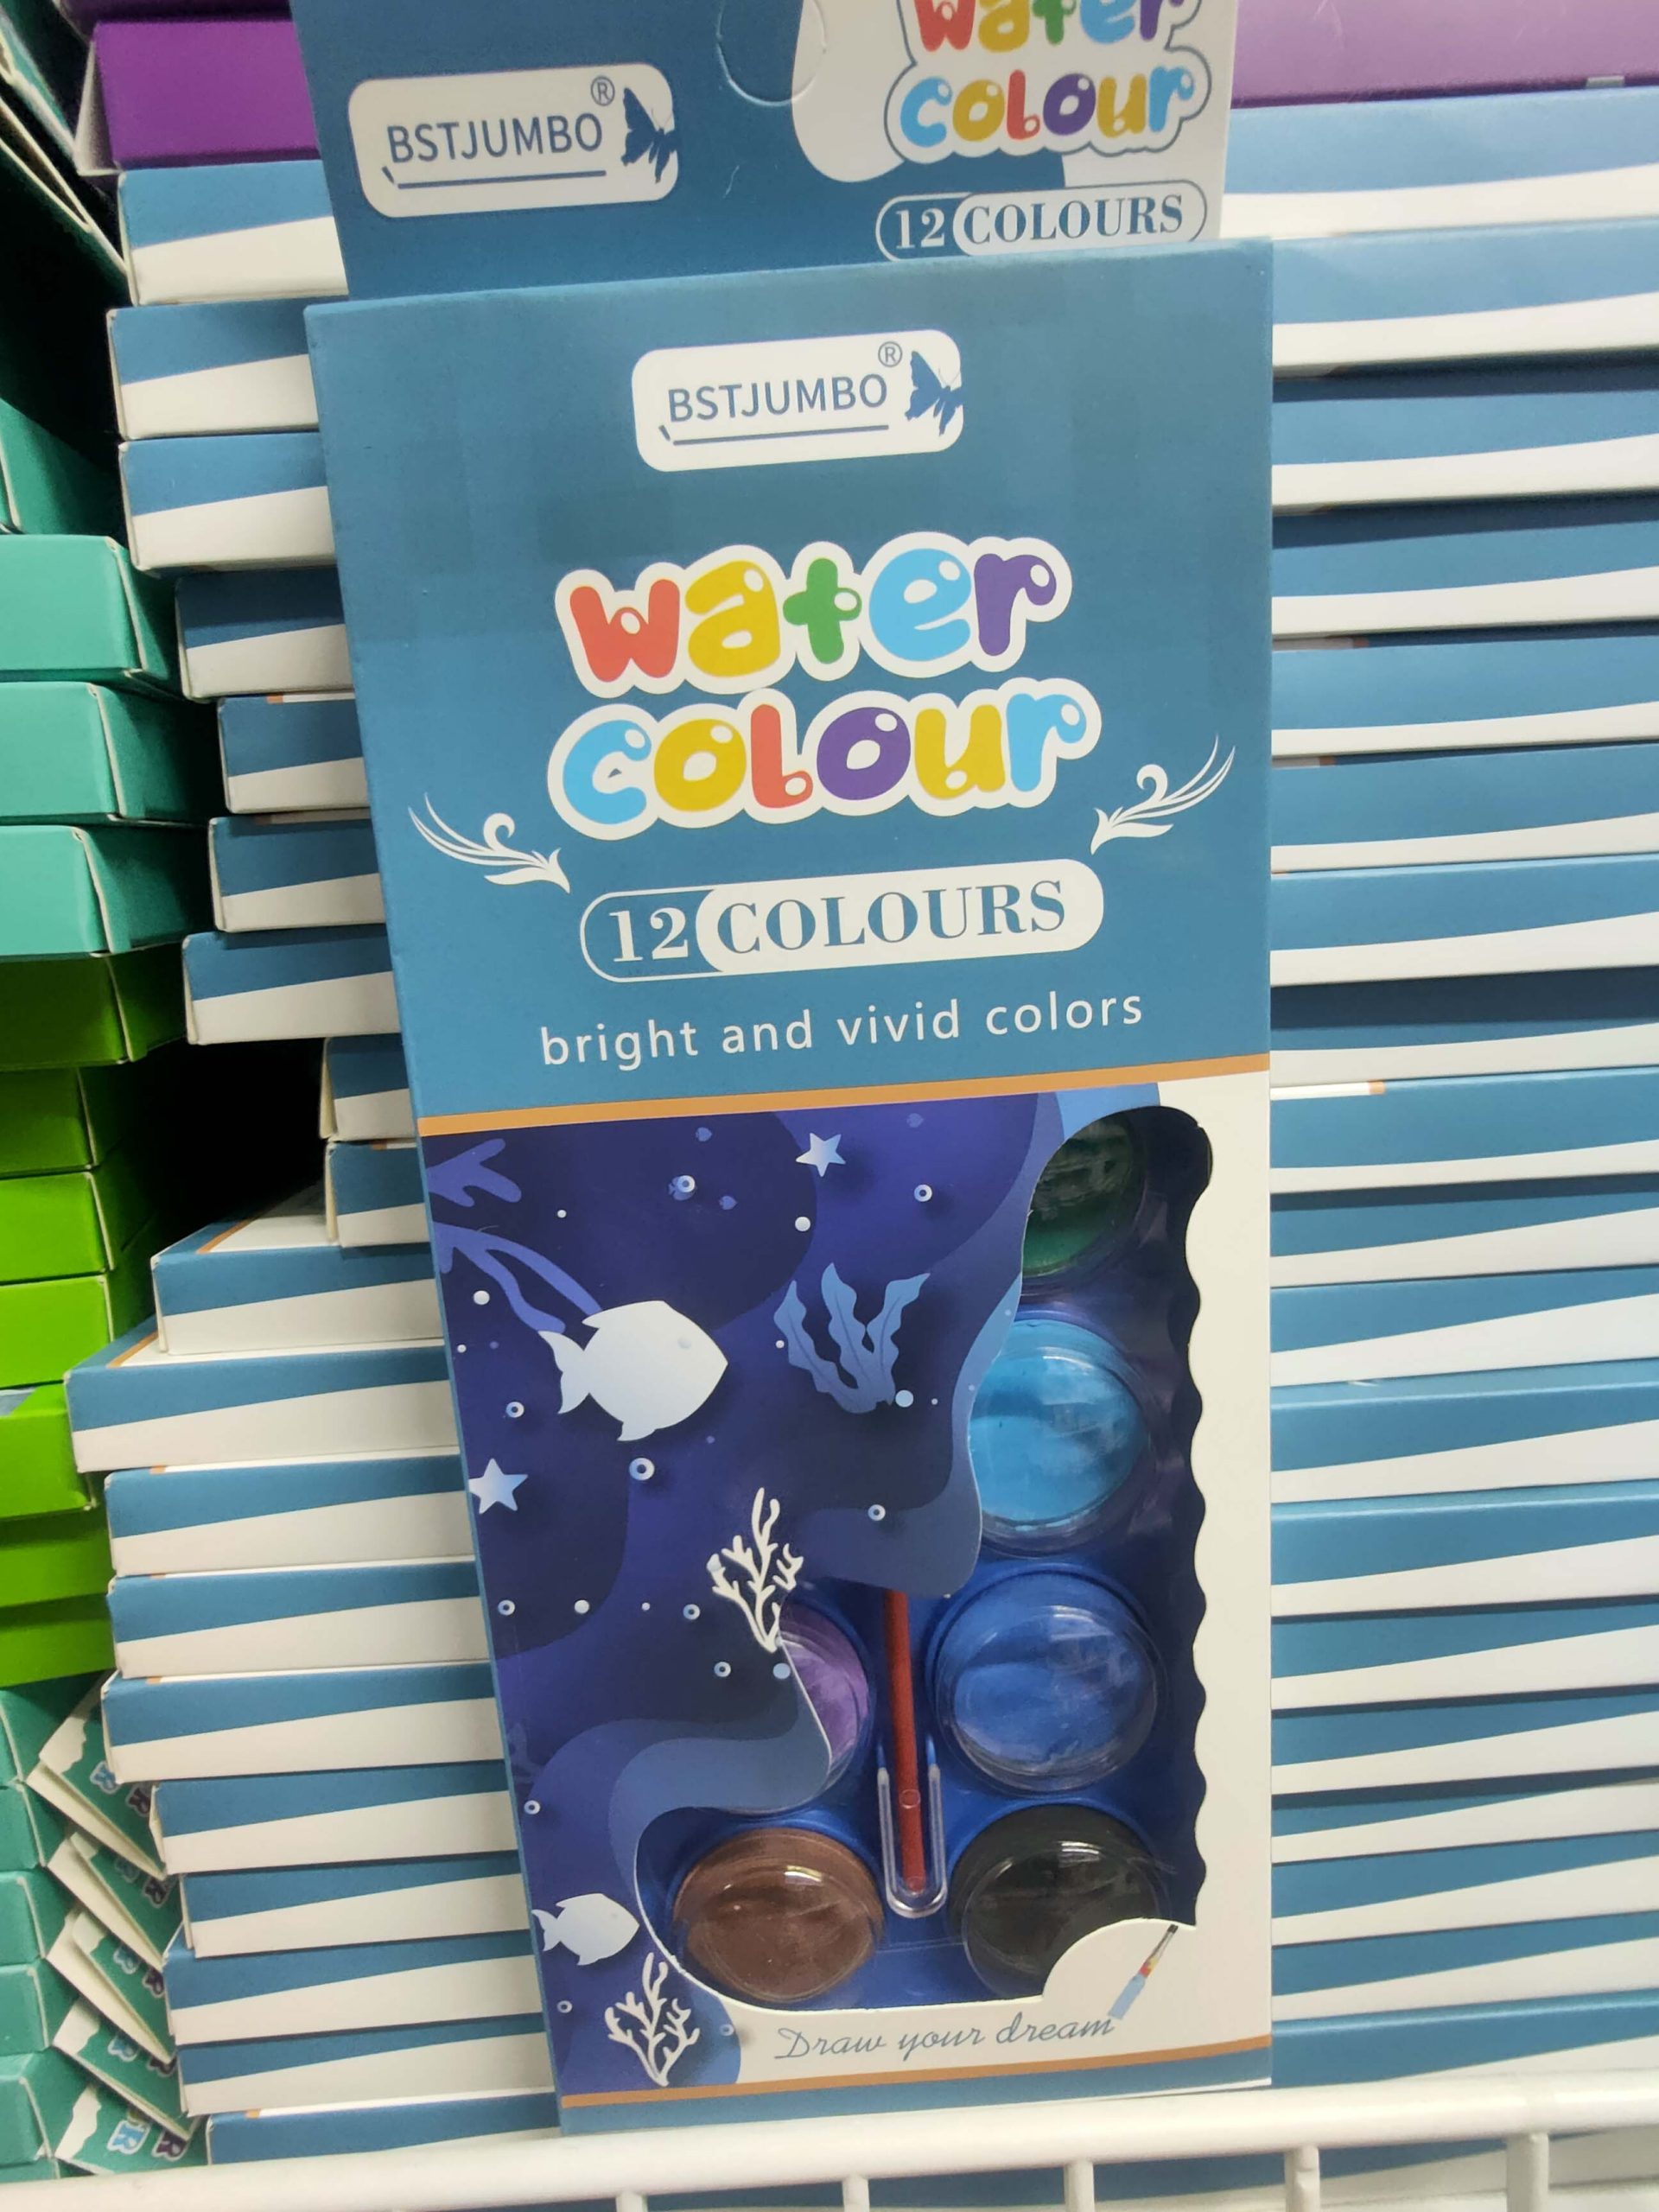 BSTJUMBO®
water
colour
12 COLOURS
BSTJUMBO®
water
colour
12 COLOURS
bright and vivid colors
Draw your dream